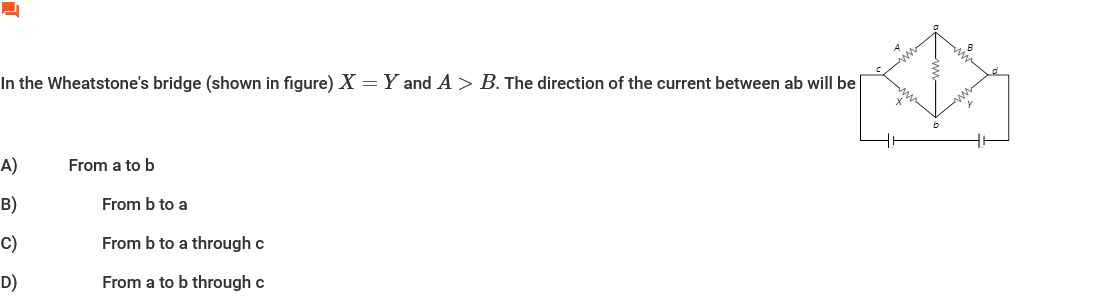 a
A
B
c
d
In the Wheatstone's bridge (shown in figure) X = Y and A > B. The direction of the current between ab will be
X
Y
b
A) From a to b
B) From b to a
C) From b to a through c
D) From a to b through c